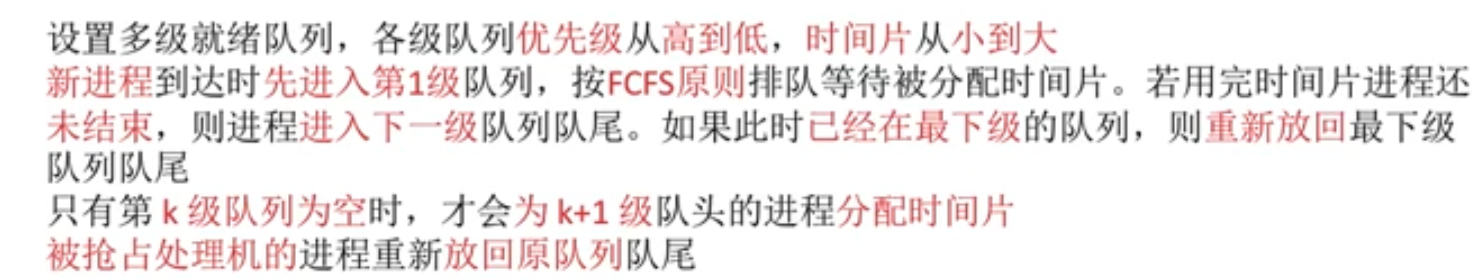 设置多级就绪队列，各级队列优先级从高到低，时间片从小到大
新进程到达时先进入第1级队列，按FCFS原则排队等待被分配时间片。若用完时间片进程还
未结束，则进程进入下一级队列队尾。如果此时已经在最下级的队列，则重新放回最下级
队列队尾
只有第 k 级队列为空时，才会为 k+1 级队头的进程分配时间片
被抢占处理机的进程重新放回原队列队尾